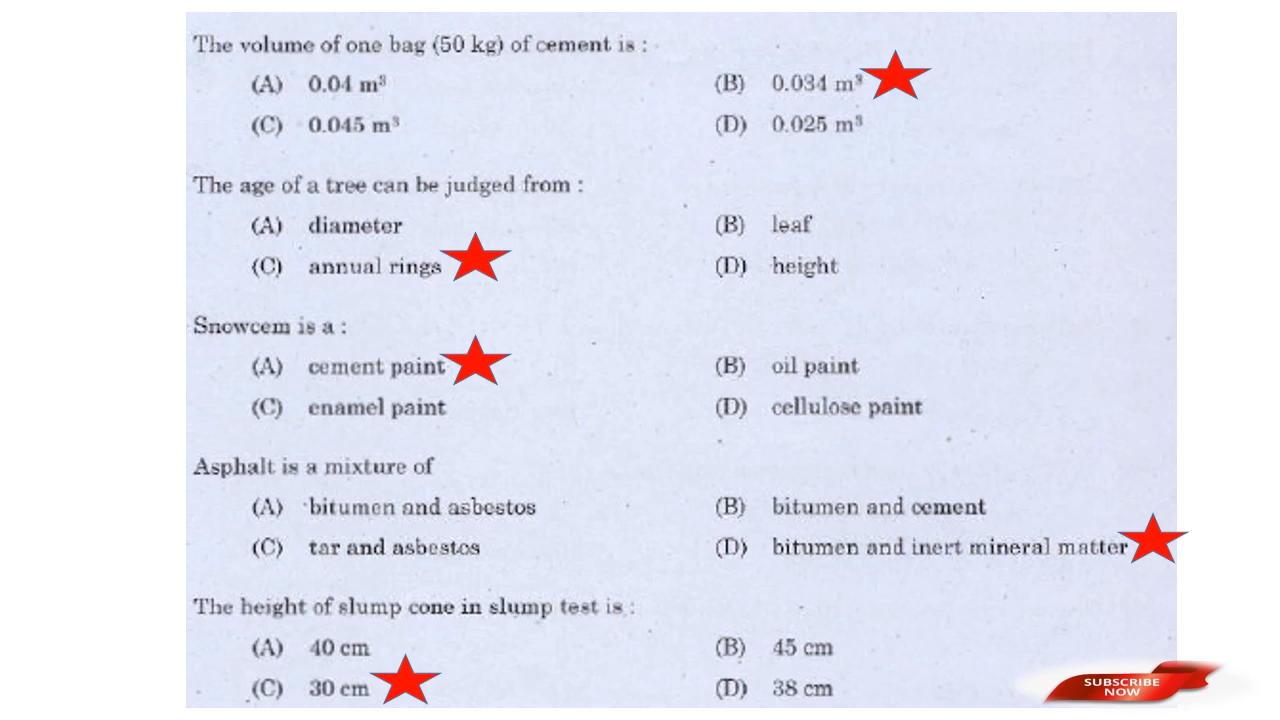 The volume of one bag (50 kg) of cement is :
(A) 0.04 m³ (B) 0.034 m³
(C) 0.045 m³ (D) 0.025 m³
The age of a tree can be judged from :
(A) diameter (B) leaf
(C) annual rings (D) height
Snowcem is a :
(A) cement paint (B) oil paint
(C) enamel paint (D) cellulose paint
Asphalt is a mixture of
(A) bitumen and asbestos (B) bitumen and cement
(C) tar and asbestos (D) bitumen and inert mineral matter
The height of slump cone in slump test is :
(A) 40 cm (B) 45 cm
(C) 30 cm (D) 38 cm
SUBSCRIBE
NOW